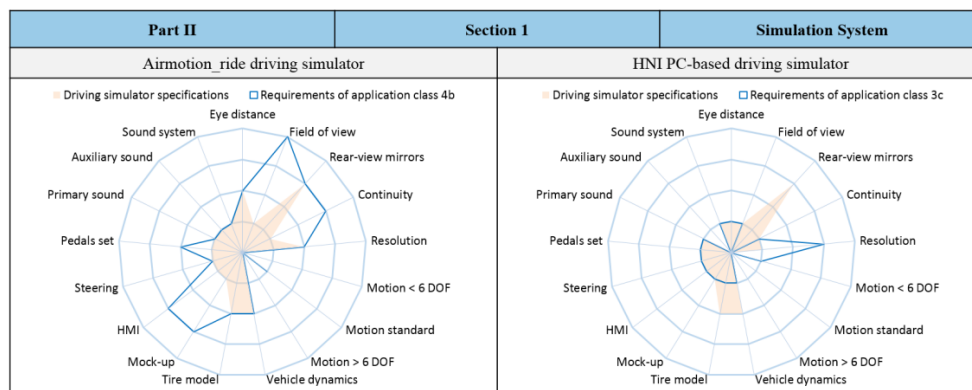 Part II
Section 1
Simulation System
Airmotion_ride driving simulator
HNI PC-based driving simulator
Driving simulator specifications
Requirements of application class 4b
Eye distance
Field of view
Rear-view mirrors
Continuity
Resolution
Motion < 6 DOF
Motion standard
Motion > 6 DOF
Vehicle dynamics
Tire model
Mock-up
HMI
Steering
Pedals set
Primary sound
Auxiliary sound
Sound system
Driving simulator specifications
Requirements of application class 3c
Eye distance
Field of view
Rear-view mirrors
Continuity
Resolution
Motion < 6 DOF
Motion standard
Motion > 6 DOF
Vehicle dynamics
Tire model
Mock-up
HMI
Steering
Pedals set
Primary sound
Auxiliary sound
Sound system